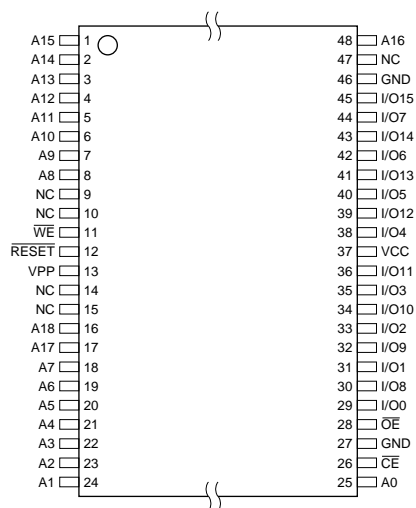 A15 1 48 A16
A14 2 47 NC
A13 3 46 GND
A12 4 45 I/O15
A11 5 44 I/O7
A10 6 43 I/O14
A9 7 42 I/O6
A8 8 41 I/O13
NC 9 40 I/O5
NC 10 39 I/O12
WE 11 38 I/O4
RESET 12 37 VCC
VPP 13 36 I/O11
NC 14 35 I/O3
NC 15 34 I/O10
A18 16 33 I/O2
A17 17 32 I/O9
A7 18 31 I/O1
A6 19 30 I/O8
A5 20 29 I/O0
A4 21 28 OE
A3 22 27 GND
A2 23 26 CE
A1 24 25 A0